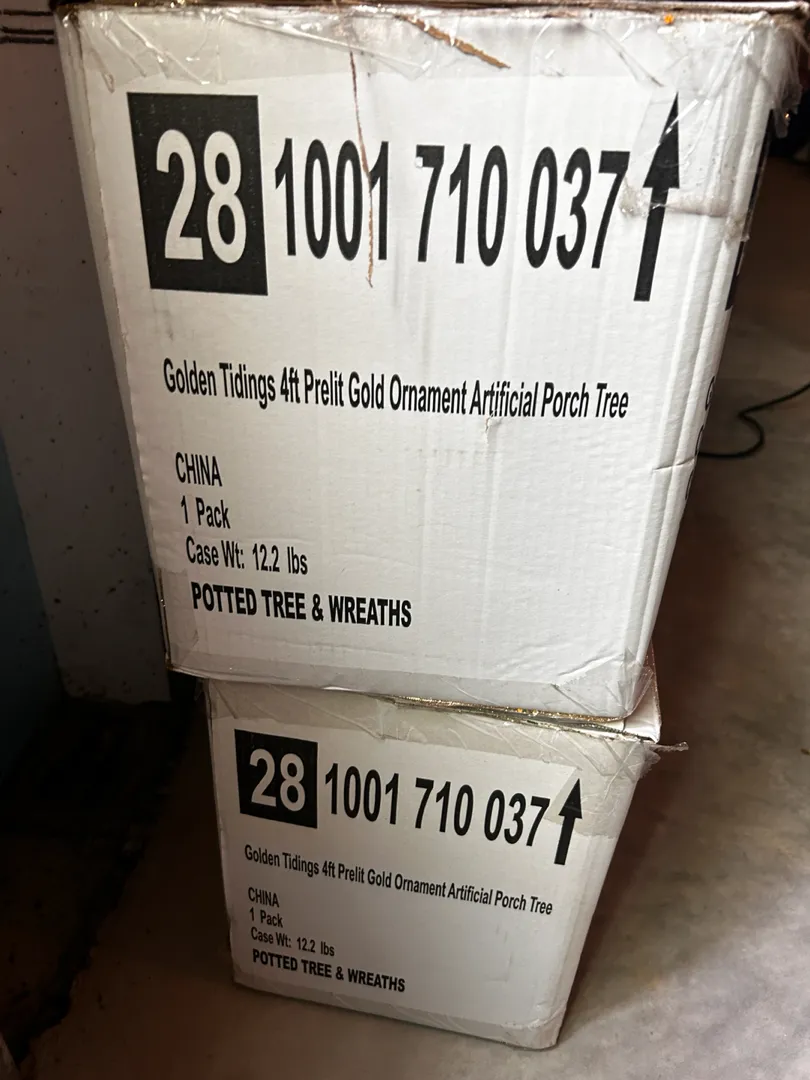 28 1001 710 037
Golden Tidings 4ft Prelit Gold Ornament Artificial Porch Tree
CHINA
1 Pack
Case Wt: 12.2 lbs
POTTED TREE & WREATHS
28 1001 710 037
Golden Tidings 4ft Prelit Gold Ornament Artificial Porch Tree
CHINA
1 Pack
Case Wt: 12.2 lbs
POTTED TREE & WREATHS